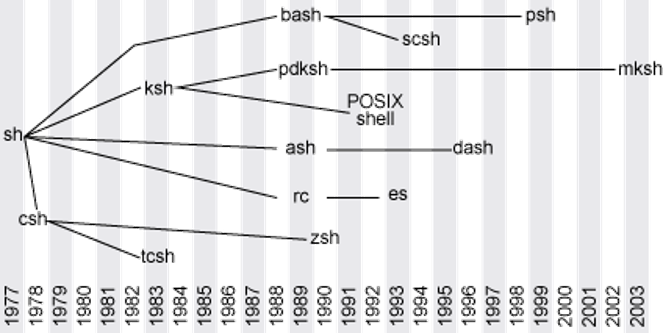 bash
psh
scsh
pdksh
mksh
ksh
POSIX
shell
sh
ash
dash
rc
es
csh
zsh
tcsh
1977
1978
1979
1980
1981
1982
1983
1984
1985
1986
1987
1988
1989
1990
1991
1992
1993
1994
1995
1996
1997
1998
1999
2000
2001
2002
2003